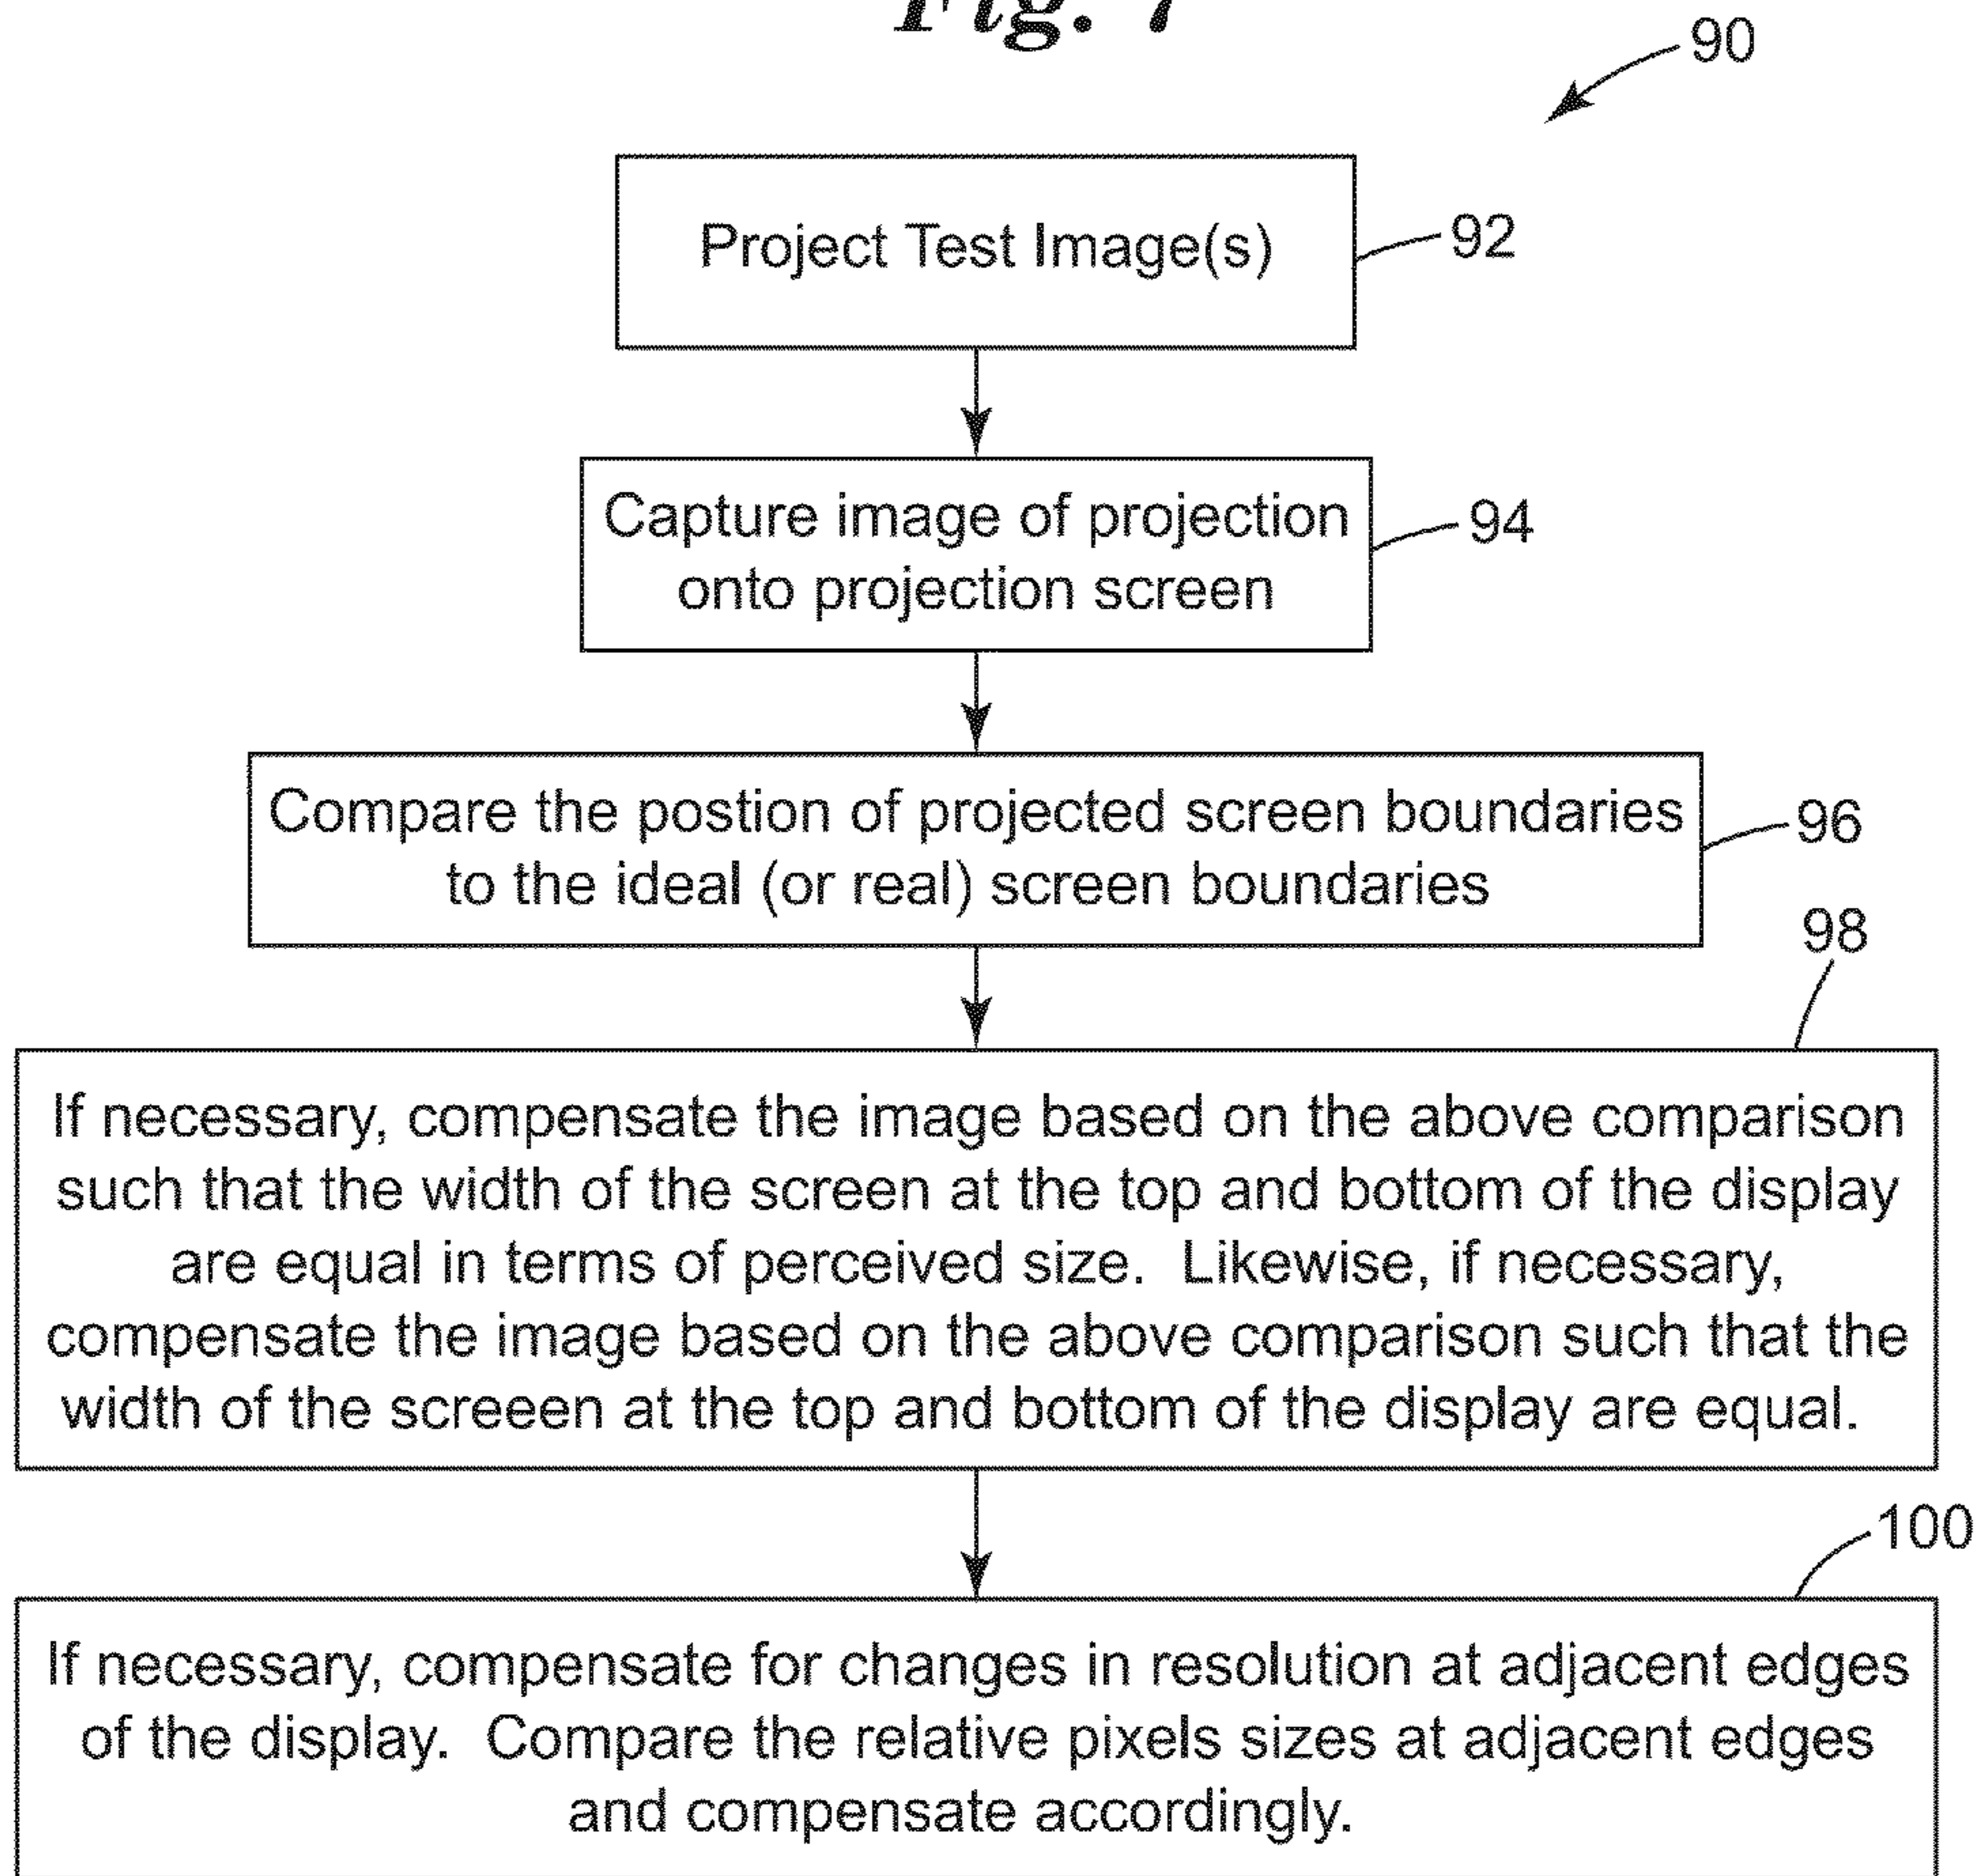 Fig. 7
90
Project Test Image(s)
92
Capture image of projection
onto projection screen
94
Compare the postion of projected screen boundaries
to the ideal (or real) screen boundaries
96
98
If necessary, compensate the image based on the above comparison
such that the width of the screen at the top and bottom of the display
are equal in terms of perceived size.  Likewise, if necessary,
compensate the image based on the above comparison such that the
width of the screeen at the top and bottom of the display are equal.
100
If necessary, compensate for changes in resolution at adjacent edges
of the display.  Compare the relative pixels sizes at adjacent edges
and compensate accordingly.